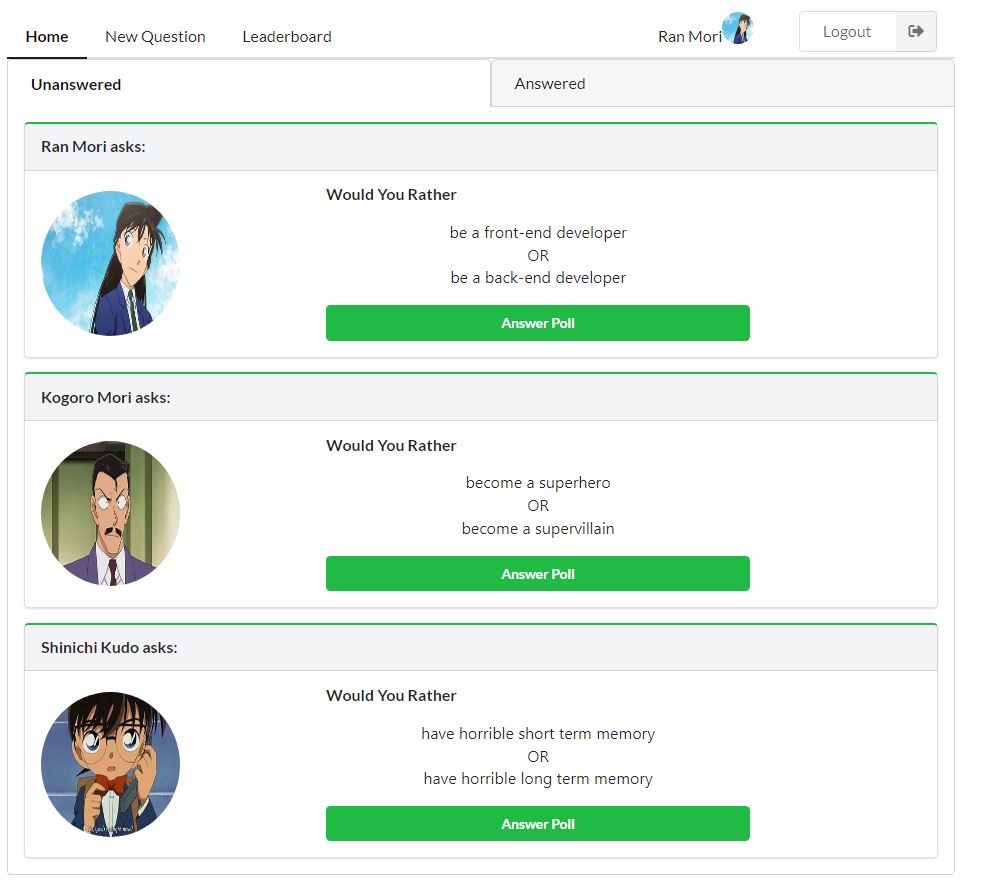 Home New Question Leaderboard Ran Mori Logout
Unanswered Answered
Ran Mori asks:
Would You Rather
be a front-end developer
OR
be a back-end developer
Answer Poll
Kogoro Mori asks:
Would You Rather
become a superhero
OR
become a supervillain
Answer Poll
Shinichi Kudo asks:
Would You Rather
have horrible short term memory
OR
have horrible long term memory
Answer Poll